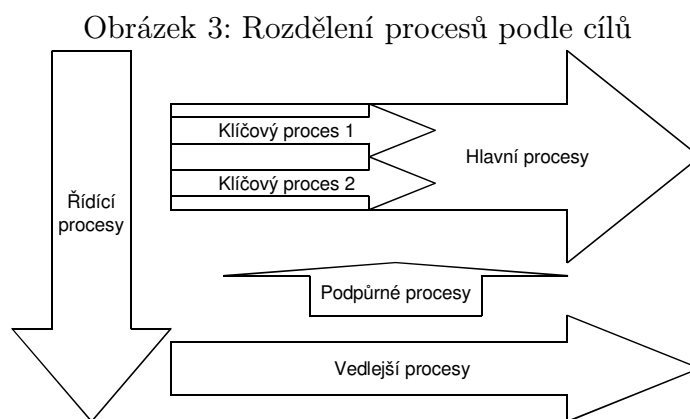 Obrázek 3: Rozdělení procesů podle cílů
Klíčový proces 1
Hlavní procesy
Klíčový proces 2
Řídící
procesy
Podpůrné procesy
Vedlejší procesy